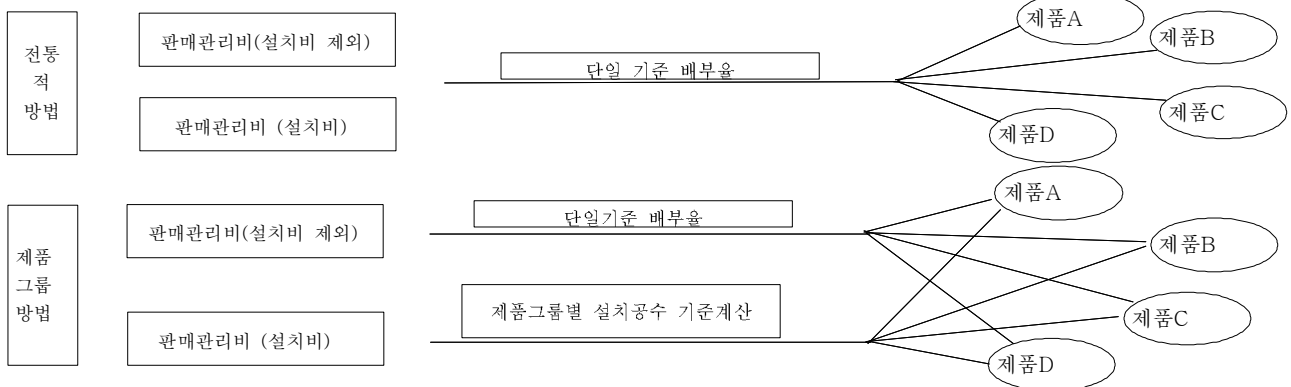 전통
적
방법
판매관리비(설치비 제외)
판매관리비 (설치비)
단일 기준 배부율
제품A
제품B
제품C
제품D
제품
그룹
방법
판매관리비(설치비 제외)
판매관리비 (설치비)
단일기준 배부율
제품그룹별 설치공수 기준계산
제품A
제품B
제품C
제품D